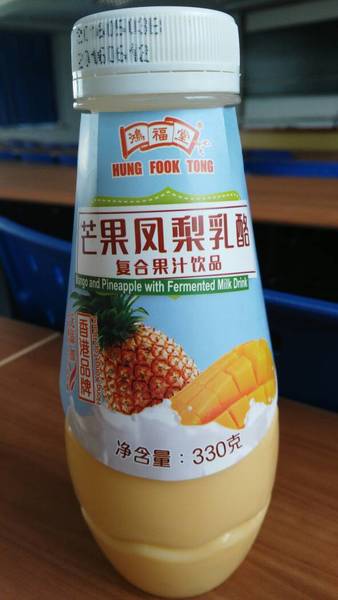 20160612
鴻福堂
HUNG FOOK TONG
芒果凤梨乳酪
复合果汁饮品
Mango and Pineapple with Fermented Milk Drink
香港品牌
净含量：330克